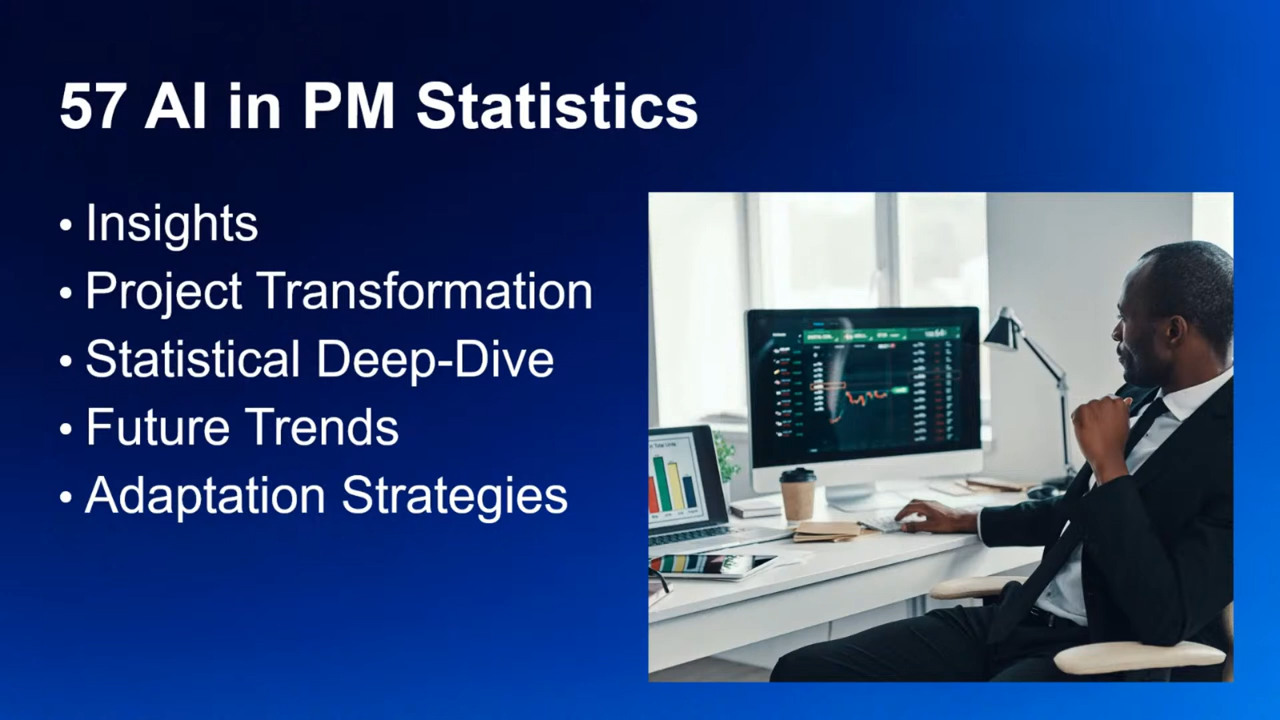 57 AI in PM Statistics
• Insights
• Project Transformation
• Statistical Deep-Dive
• Future Trends
• Adaptation Strategies